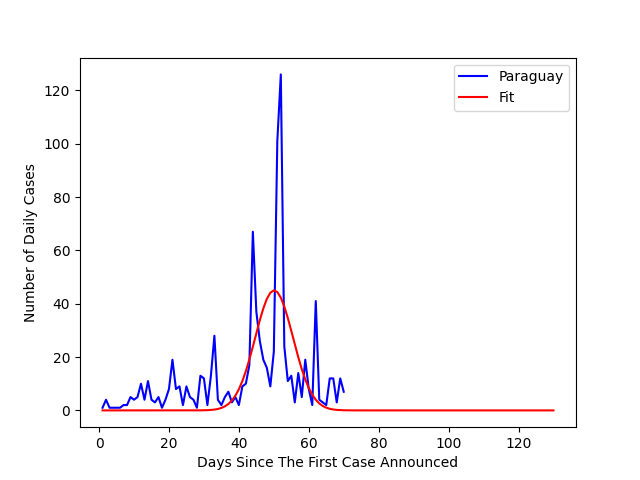 Paraguay
Fit
Number of Daily Cases
120
100
80
60
40
20
0
0 20 40 60 80 100 120
Days Since The First Case Announced